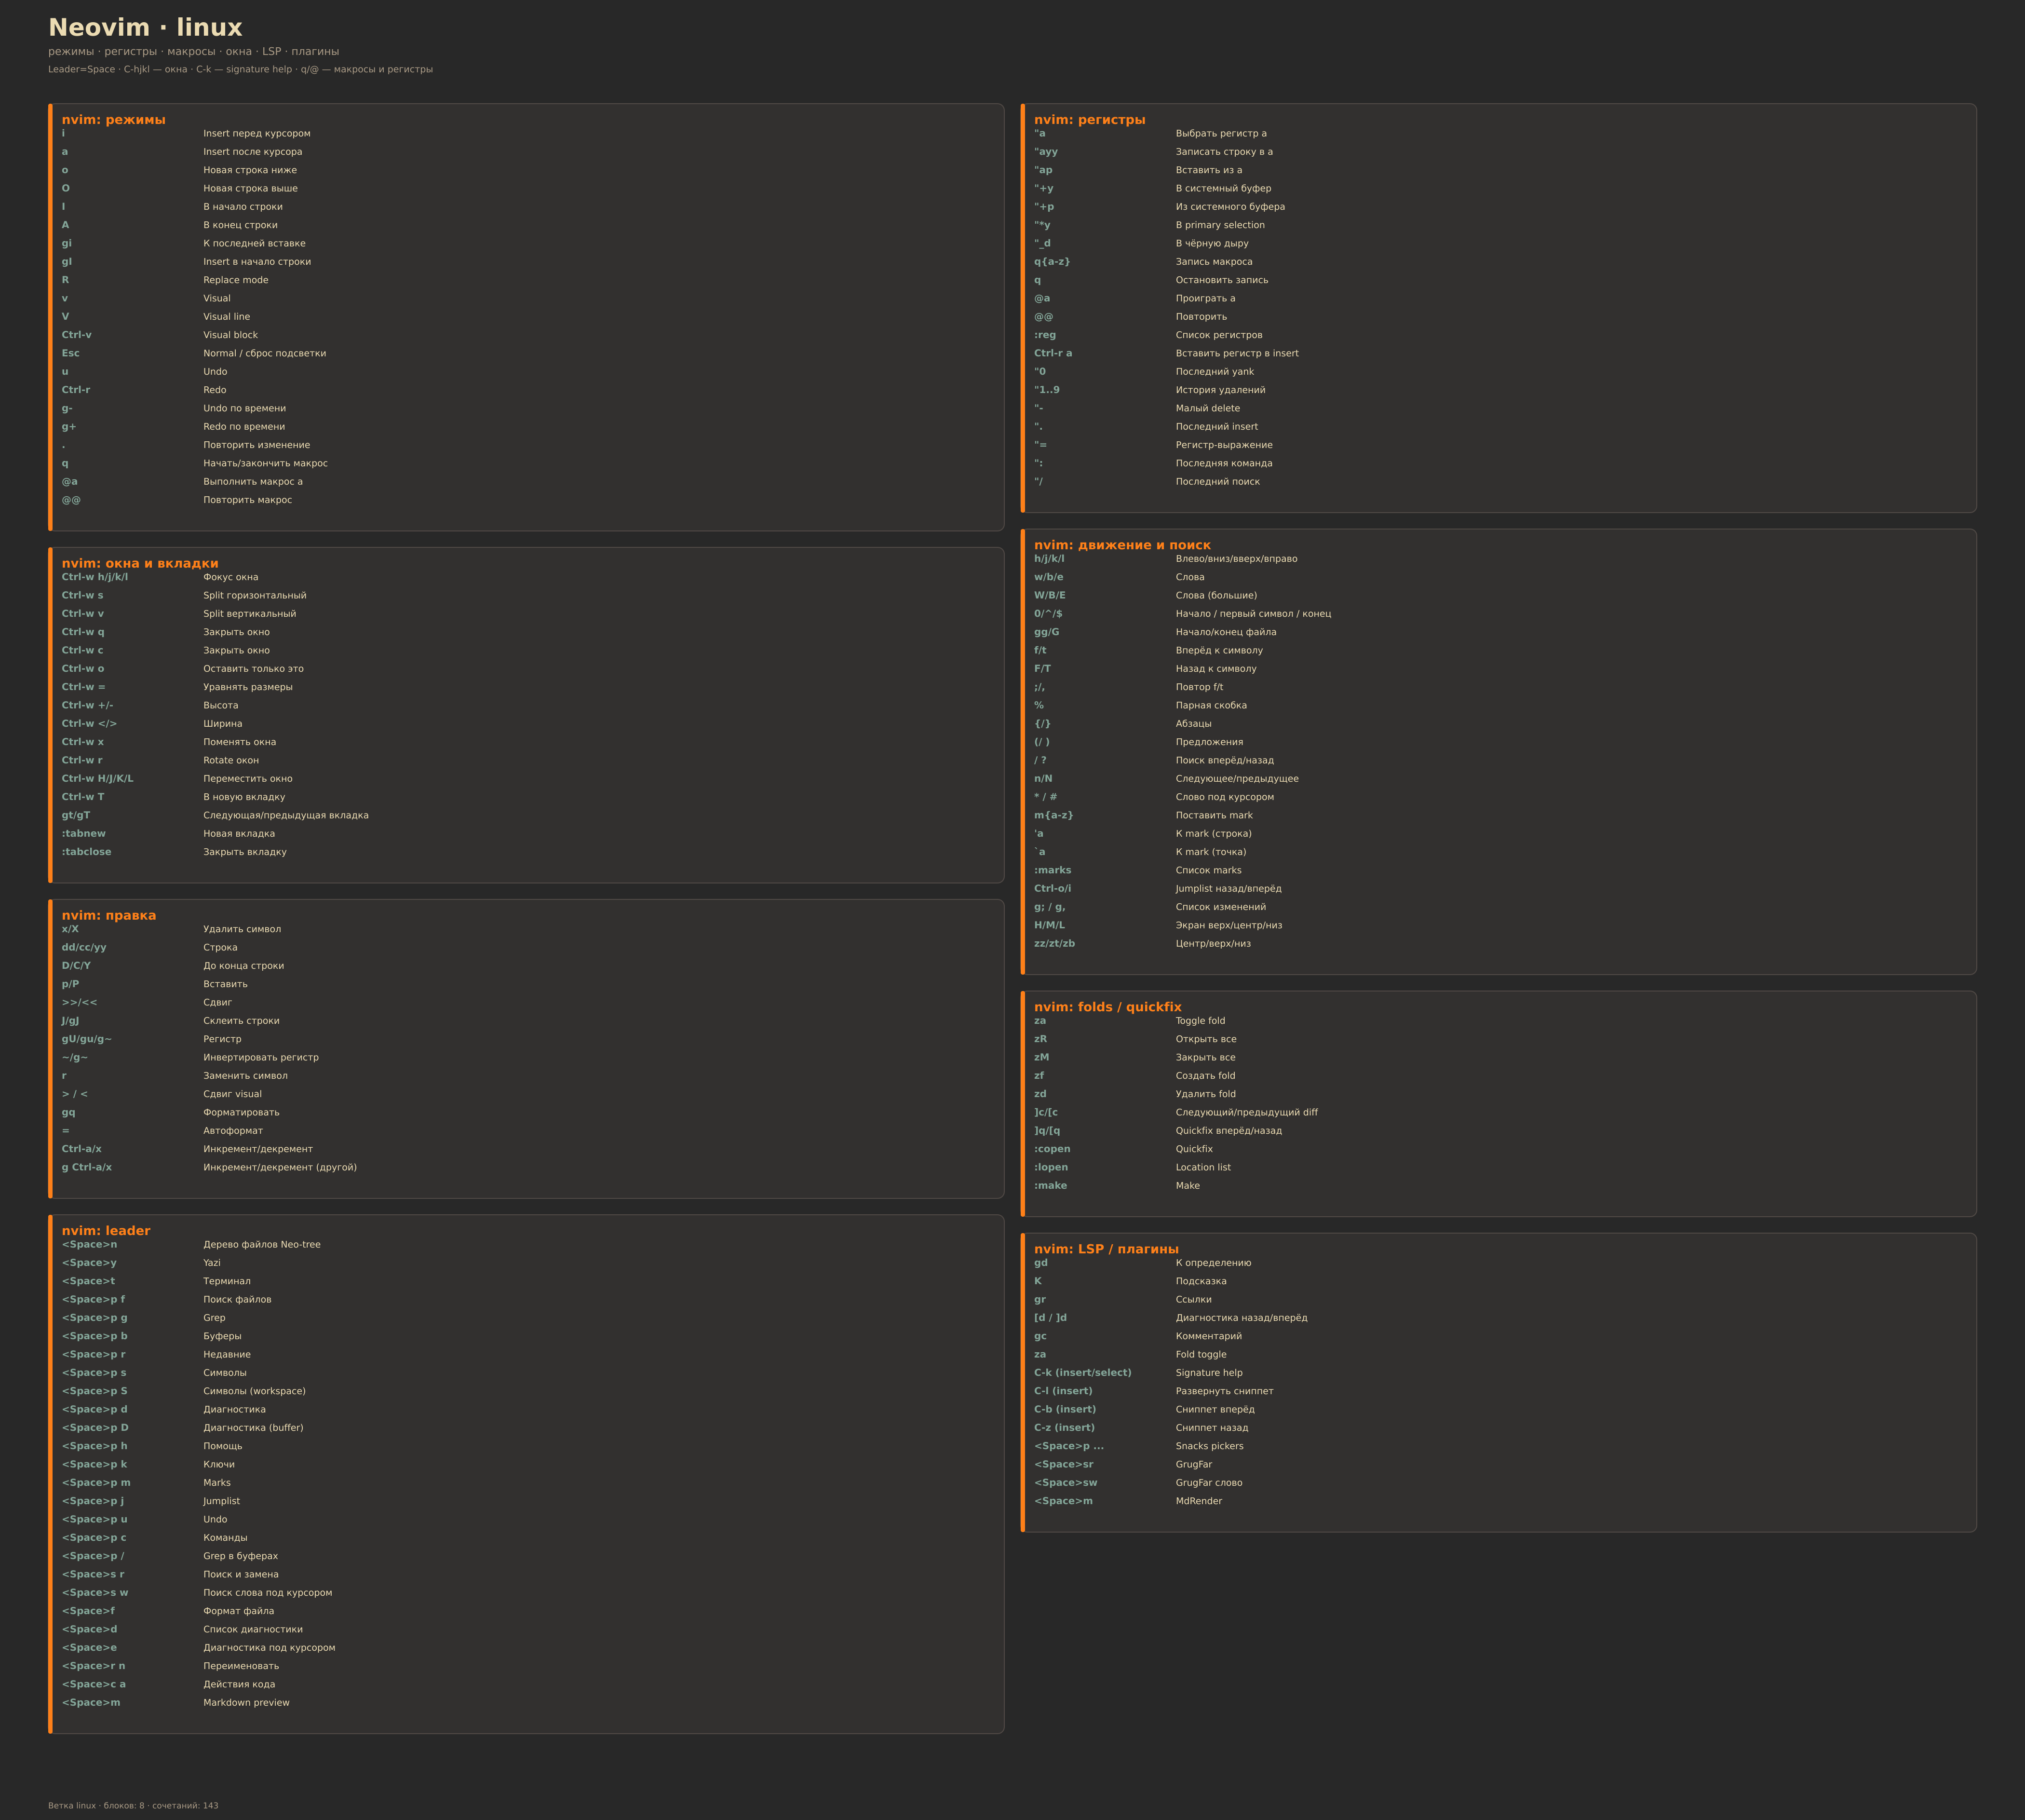 Neovim · linux
режимы · регистры · макросы · окна · LSP · плагины
Leader=Space · C-hjkl — окна · C-k — signature help · q/@ — макросы и регистры
nvim: режимы
i Insert перед курсором
a Insert после курсора
o Новая строка ниже
O Новая строка выше
I В начало строки
A В конец строки
gi К последней вставке
gI Insert в начало строки
R Replace mode
v Visual
V Visual line
Ctrl-v Visual block
Esc Normal / сброс подсветки
u Undo
Ctrl-r Redo
g- Undo по времени
g+ Redo по времени
. Повторить изменение
q Начать/закончить макрос
@a Выполнить макрос a
@@ Повторить макрос
nvim: окна и вкладки
Ctrl-w h/j/k/l Фокус окна
Ctrl-w s Split горизонтальный
Ctrl-w v Split вертикальный
Ctrl-w q Закрыть окно
Ctrl-w c Закрыть окно
Ctrl-w o Оставить только это
Ctrl-w = Уравнять размеры
Ctrl-w +/- Высота
Ctrl-w </> Ширина
Ctrl-w x Поменять окна
Ctrl-w r Rotate окон
Ctrl-w H/J/K/L Переместить окно
Ctrl-w T В новую вкладку
gt/gT Следующая/предыдущая вкладка
:tabnew Новая вкладка
:tabclose Закрыть вкладку
nvim: правка
x/X Удалить символ
dd/cc/yy Строка
D/C/Y До конца строки
p/P Вставить
>>/<< Сдвиг
J/gJ Склеить строки
gU/gu/g~ Регистр
~/g~ Инвертировать регистр
r Заменить символ
> / < Сдвиг visual
gq Форматировать
= Автоформат
Ctrl-a/x Инкремент/декремент
g Ctrl-a/x Инкремент/декремент (другой)
nvim: leader
<Space>n Дерево файлов Neo-tree
<Space>y Yazi
<Space>t Терминал
<Space>p f Поиск файлов
<Space>p g Grep
<Space>p b Буферы
<Space>p r Недавние
<Space>p s Символы
<Space>p S Символы (workspace)
<Space>p d Диагностика
<Space>p D Диагностика (buffer)
<Space>p h Помощь
<Space>p k Ключи
<Space>p m Marks
<Space>p j Jumplist
<Space>p u Undo
<Space>p c Команды
<Space>p / Grep в буферах
<Space>s r Поиск и замена
<Space>s w Поиск слова под курсором
<Space>f Формат файла
<Space>d Список диагностики
<Space>e Диагностика под курсором
<Space>r n Переименовать
<Space>c a Действия кода
<Space>m Markdown preview
nvim: регистры
"a Выбрать регистр a
"ayy Записать строку в a
"ap Вставить из a
"+y В системный буфер
"+p Из системного буфера
"*y В primary selection
"_d В чёрную дыру
q{a-z} Запись макроса
q Остановить запись
@a Проиграть a
@@ Повторить
:reg Список регистров
Ctrl-r a Вставить регистр в insert
"0 Последний yank
"1..9 История удалений
"- Малый delete
". Последний insert
"= Регистр-выражение
": Последняя команда
"/ Последний поиск
nvim: движение и поиск
h/j/k/l Влево/вниз/вверх/вправо
w/b/e Слова
W/B/E Слова (большие)
0/^/$ Начало / первый символ / конец
gg/G Начало/конец файла
f/t Вперёд к символу
F/T Назад к символу
;/, Повтор f/t
% Парная скобка
{/} Абзацы
(/ ) Предложения
/ ? Поиск вперёд/назад
n/N Следующее/предыдущее
* / # Слово под курсором
m{a-z} Поставить mark
'a К mark (строка)
`a К mark (точка)
:marks Список marks
Ctrl-o/i Jumplist назад/вперёд
g; / g, Список изменений
H/M/L Экран верх/центр/низ
zz/zt/zb Центр/верх/низ
nvim: folds / quickfix
za Toggle fold
zR Открыть все
zM Закрыть все
zf Создать fold
zd Удалить fold
]c/[c Следующий/предыдущий diff
]q/[q Quickfix вперёд/назад
:copen Quickfix
:lopen Location list
:make Make
nvim: LSP / плагины
gd К определению
K Подсказка
gr Ссылки
[d / ]d Диагностика назад/вперёд
gc Комментарий
za Fold toggle
C-k (insert/select) Signature help
C-l (insert) Развернуть сниппет
C-b (insert) Сниппет вперёд
C-z (insert) Сниппет назад
<Space>p ... Snacks pickers
<Space>sr GrugFar
<Space>sw GrugFar слово
<Space>m MdRender
Ветка linux · блоков: 8 · сочетаний: 143